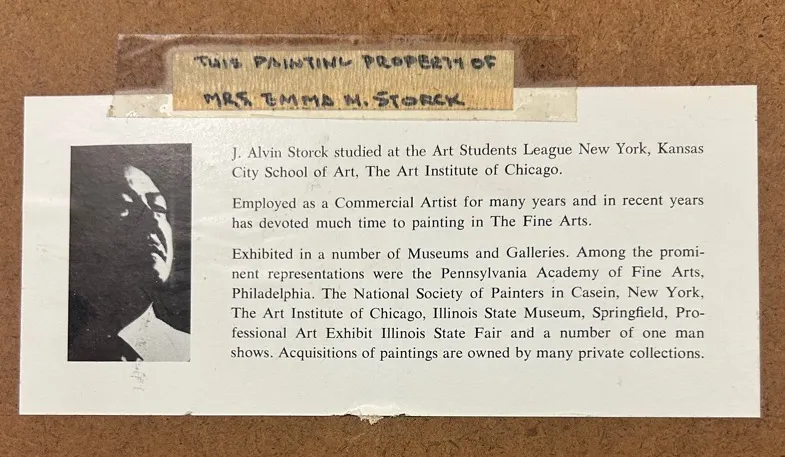 THIS PAINTING PROPERTY OF
MRS. EMMA M. STORCK
J. Alvin Storck studied at the Art Students League New York, Kansas
City School of Art, The Art Institute of Chicago.
Employed as a Commercial Artist for many years and in recent years
has devoted much time to painting in The Fine Arts.
Exhibited in a number of Museums and Galleries. Among the promi-
nent representations were the Pennsylvania Academy of Fine Arts,
Philadelphia. The National Society of Painters in Casein, New York,
The Art Institute of Chicago, Illinois State Museum, Springfield, Pro-
fessional Art Exhibit Illinois State Fair and a number of one man
shows. Acquisitions of paintings are owned by many private collections.